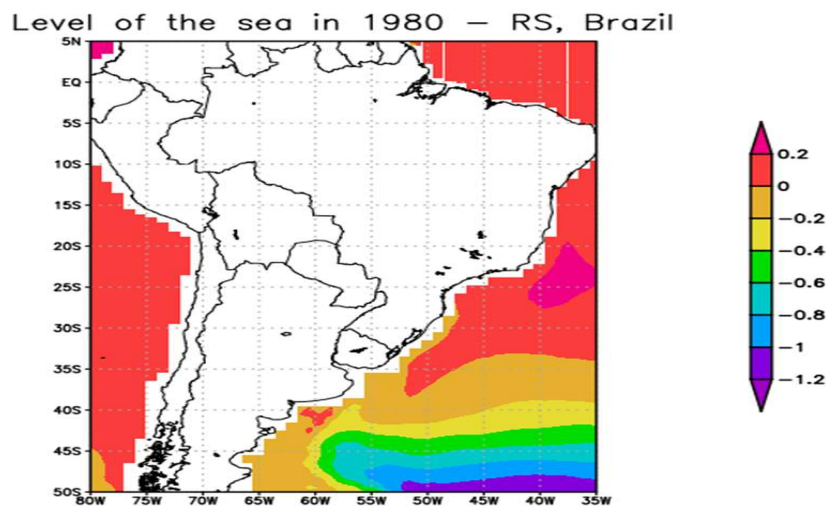 Level of the sea in 1980 – RS, Brazil
5N
EQ
5S
10S
15S
20S
25S
30S
35S
40S
45S
50S
80W 75W 70W 65W 60W 55W 50W 45W 40W 35W
0.2
0
-0.2
-0.4
-0.6
-0.8
-1
-1.2